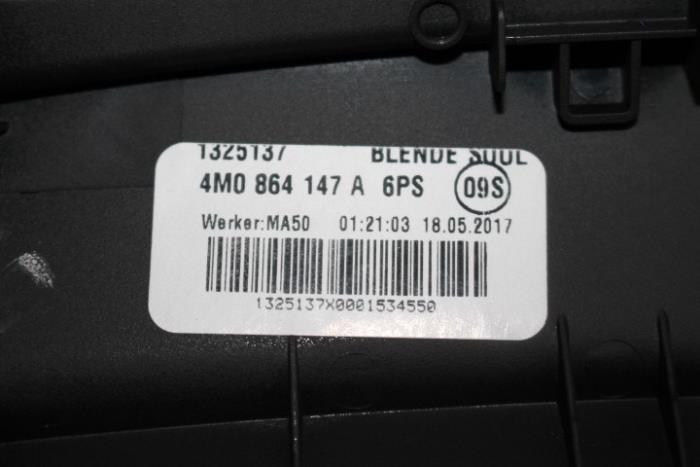 1325137 BLENDE SOUL
4M0 864 147 A 6PS 09S
Werker:MA50 01:21:03 18.05.2017
1325137X0001534550